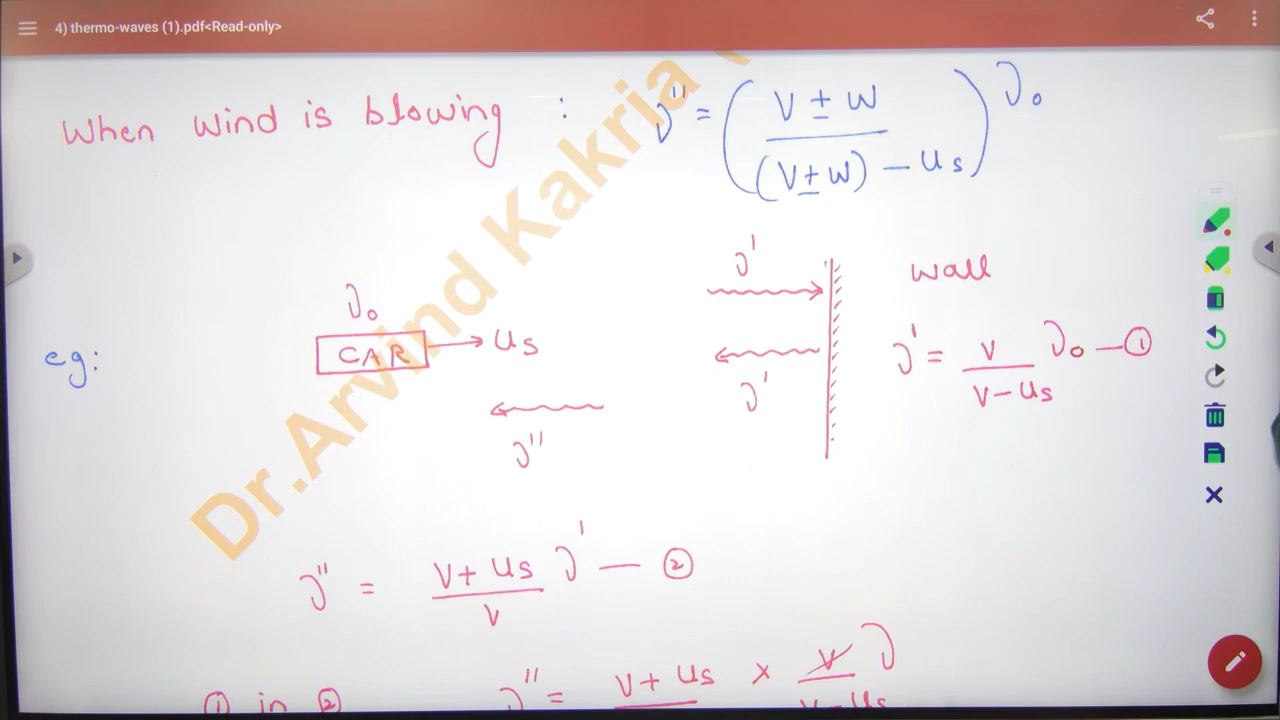 4) thermo-waves (1).pdf<Read-only>
When wind is blowing : ν'' = ( (V ± W) / ((V ± W) − us) ) ν₀
Dr.Arvind Kakria
ν' wall
ν₀
CAR → us
eg: ν' = V / (V − us) ν₀ — ①
ν'
ν''
ν'' = (V + us) / V ν' — ②
① in ② ν'' = V + us × V / (V − us) ν